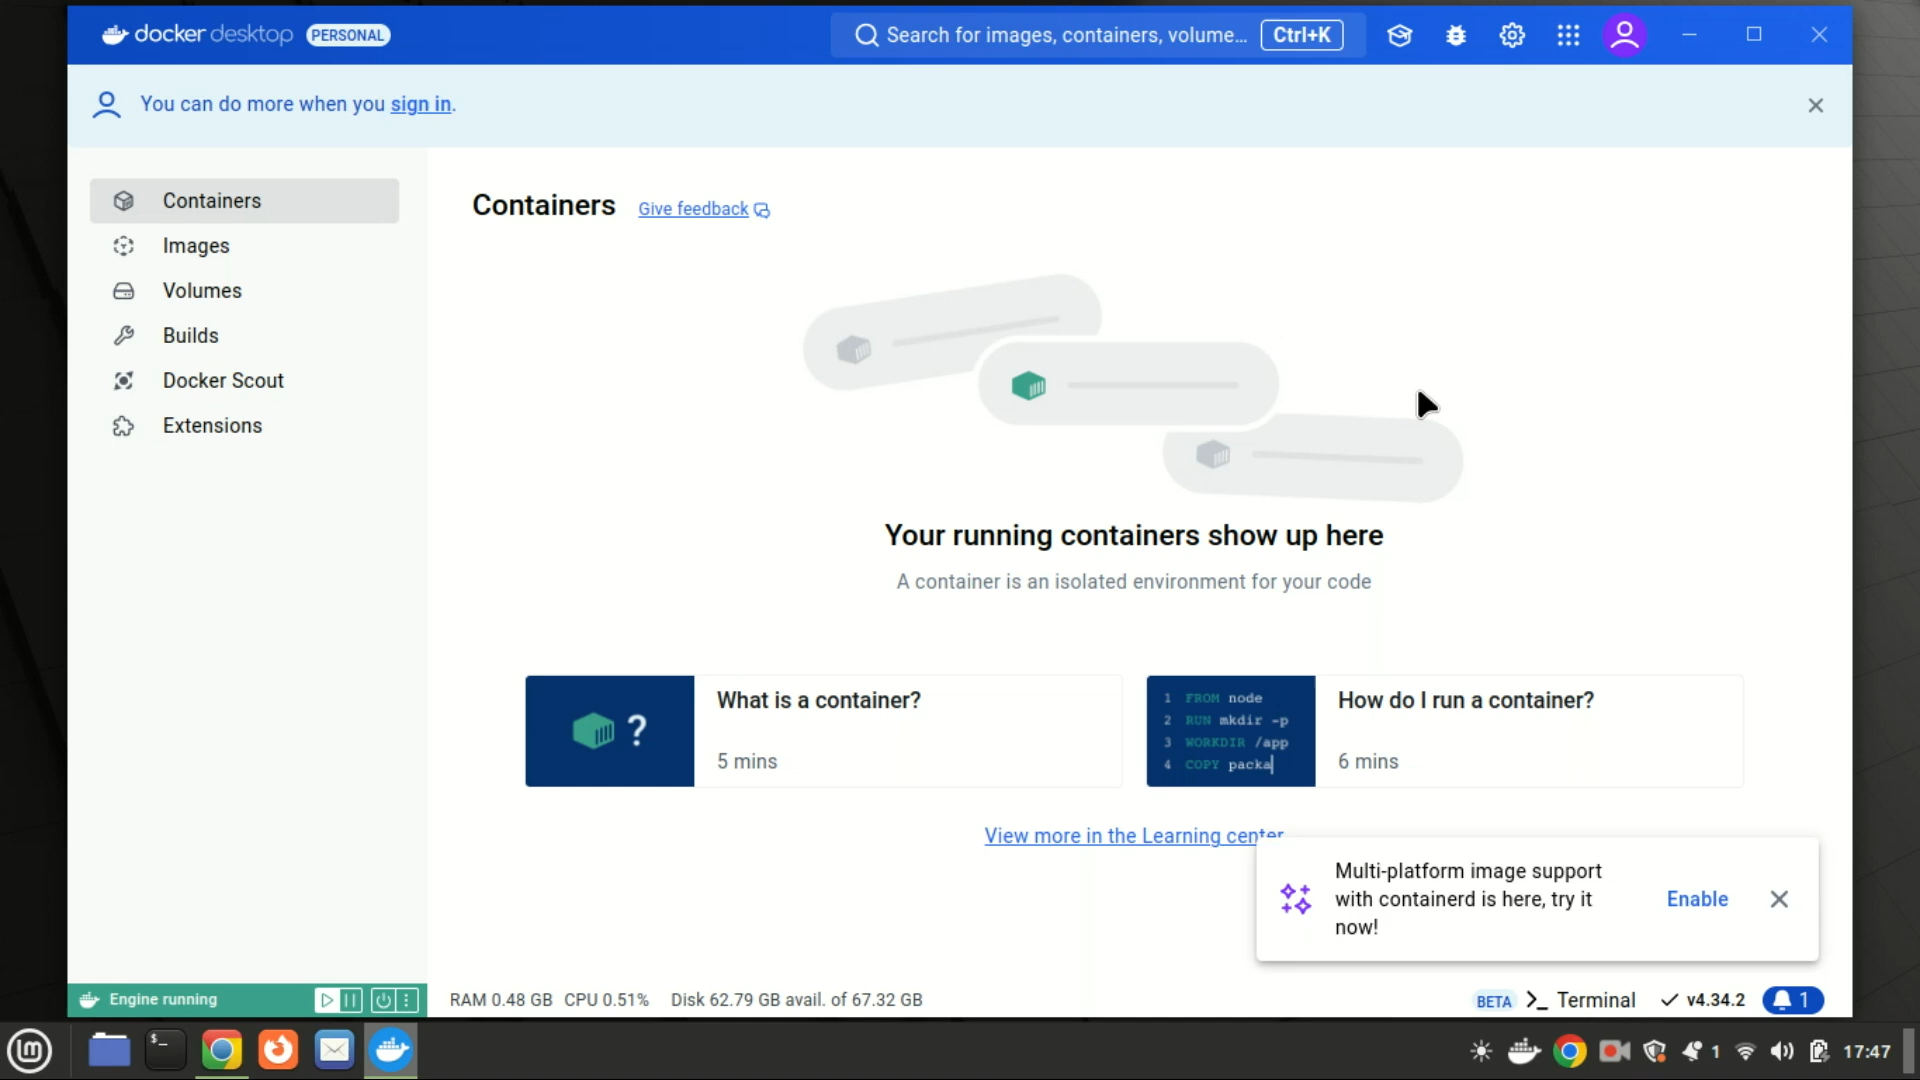 docker desktop PERSONAL
Search for images, containers, volume... Ctrl+K
You can do more when you sign in.
Containers
Images
Volumes
Builds
Docker Scout
Extensions
Containers Give feedback
Your running containers show up here
A container is an isolated environment for your code
?
What is a container?
5 mins
1 FROM node
2 RUN mkdir -p
3 WORKDIR /app
4 COPY packa
How do I run a container?
6 mins
View more in the Learning center
Multi-platform image support
with containerd is here, try it
now!
Enable
Engine running
RAM 0.48 GB CPU 0.51% Disk 62.79 GB avail. of 67.32 GB
BETA >_ Terminal v4.34.2 1
$_
1 17:47